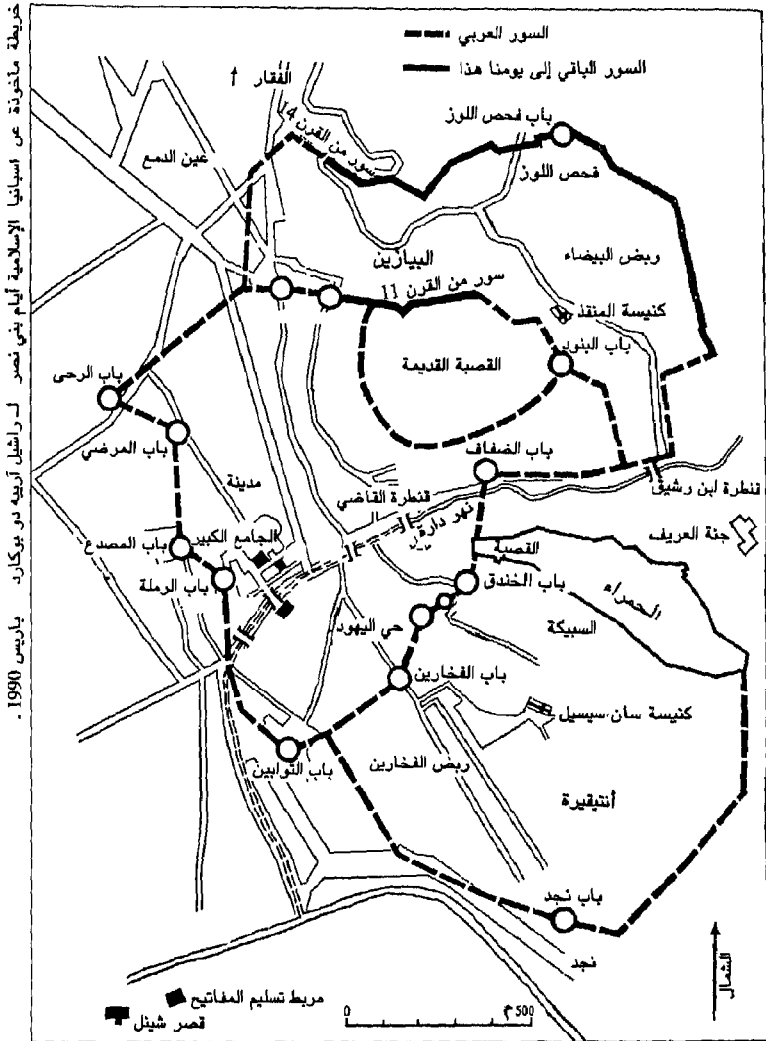 السور العربي
السور الباقي إلى يومنا هذا
الفقار
سور من القرن 14
باب فحص اللوز
فحص اللوز
عين الدمع
البيازين
ربض البيضاء
سور من القرن 11
كنيسة المنقذ
باب البنود
القصبة القديمة
باب الرحى
باب المرضي
باب الضفاف
مدينة
قنطرة القاضي
قنطرة ابن رشيق
نهر دارة
الجامع الكبير
باب المصدع
القصبة
جنة العريف
باب الرملة
باب الخندق
الحمراء
حي اليهود
السبيكة
باب الفخارين
كنيسة سان سيسيل
باب التوابين
ربض الفخارين
أنتيقيرة
باب نجد
نجد
الشمال
مربط تسليم المفاتيح
قصر شينل
0 500 م
خريطة مأخوذة عن اسبانيا الإسلامية أيام بني نصر لـ راشيل آرييه دو بوكارد باريس 1990 .